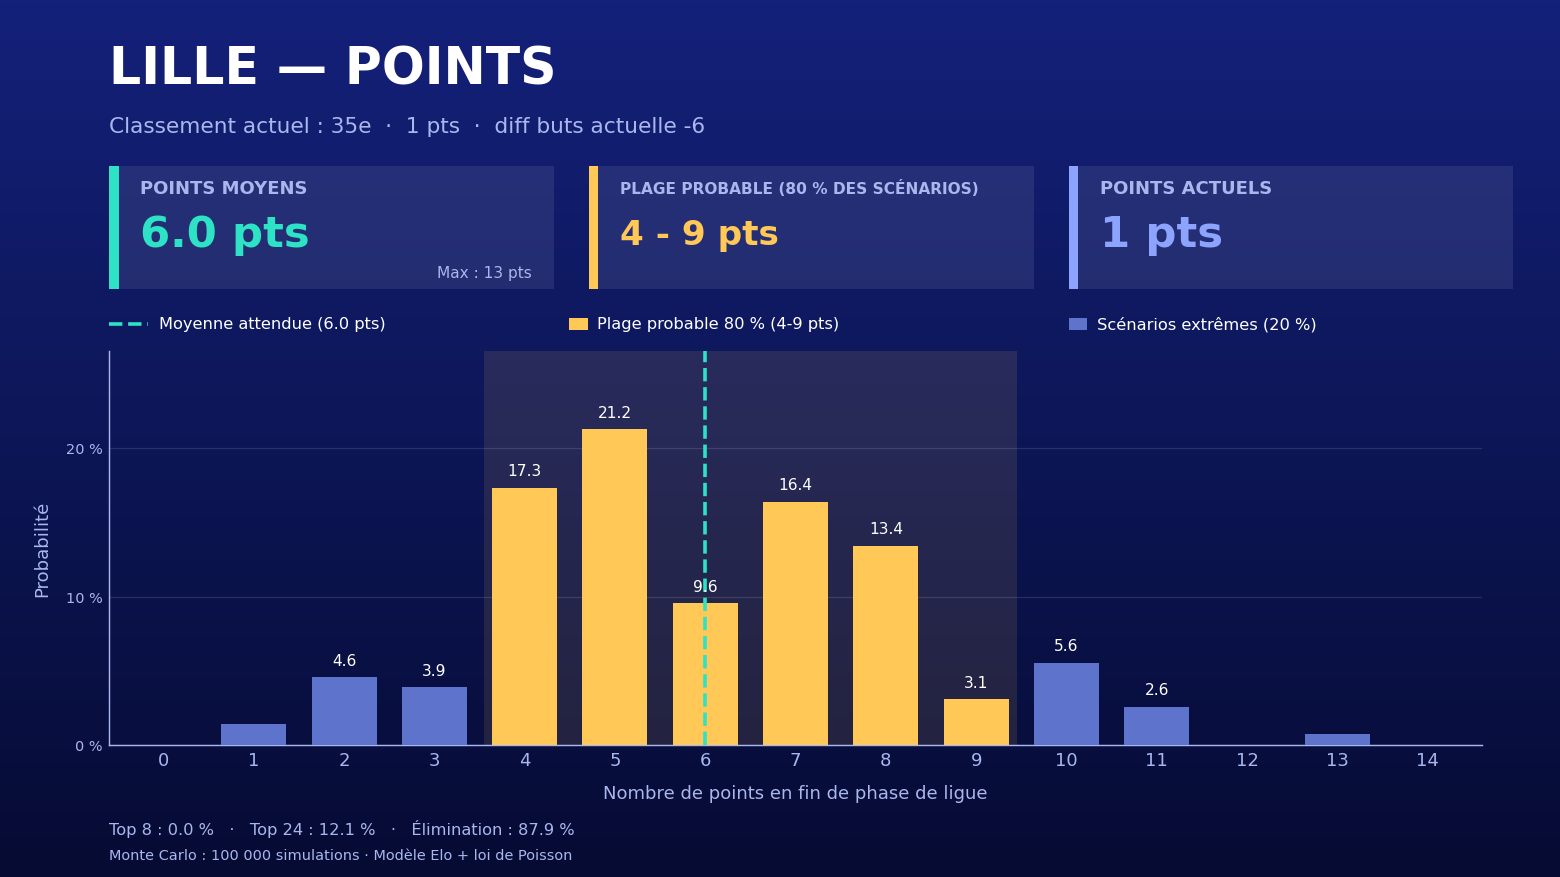 LILLE — POINTS
Classement actuel : 35e · 1 pts · diff buts actuelle -6
POINTS MOYENS
6.0 pts
Max : 13 pts
PLAGE PROBABLE (80 % DES SCÉNARIOS)
4 - 9 pts
POINTS ACTUELS
1 pts
Moyenne attendue (6.0 pts)
Plage probable 80 % (4-9 pts)
Scénarios extrêmes (20 %)
Probabilité
20 %
10 %
0 %
4.6
3.9
17.3
21.2
9.6
16.4
13.4
3.1
5.6
2.6
0 1 2 3 4 5 6 7 8 9 10 11 12 13 14
Nombre de points en fin de phase de ligue
Top 8 : 0.0 % · Top 24 : 12.1 % · Élimination : 87.9 %
Monte Carlo : 100 000 simulations · Modèle Elo + loi de Poisson